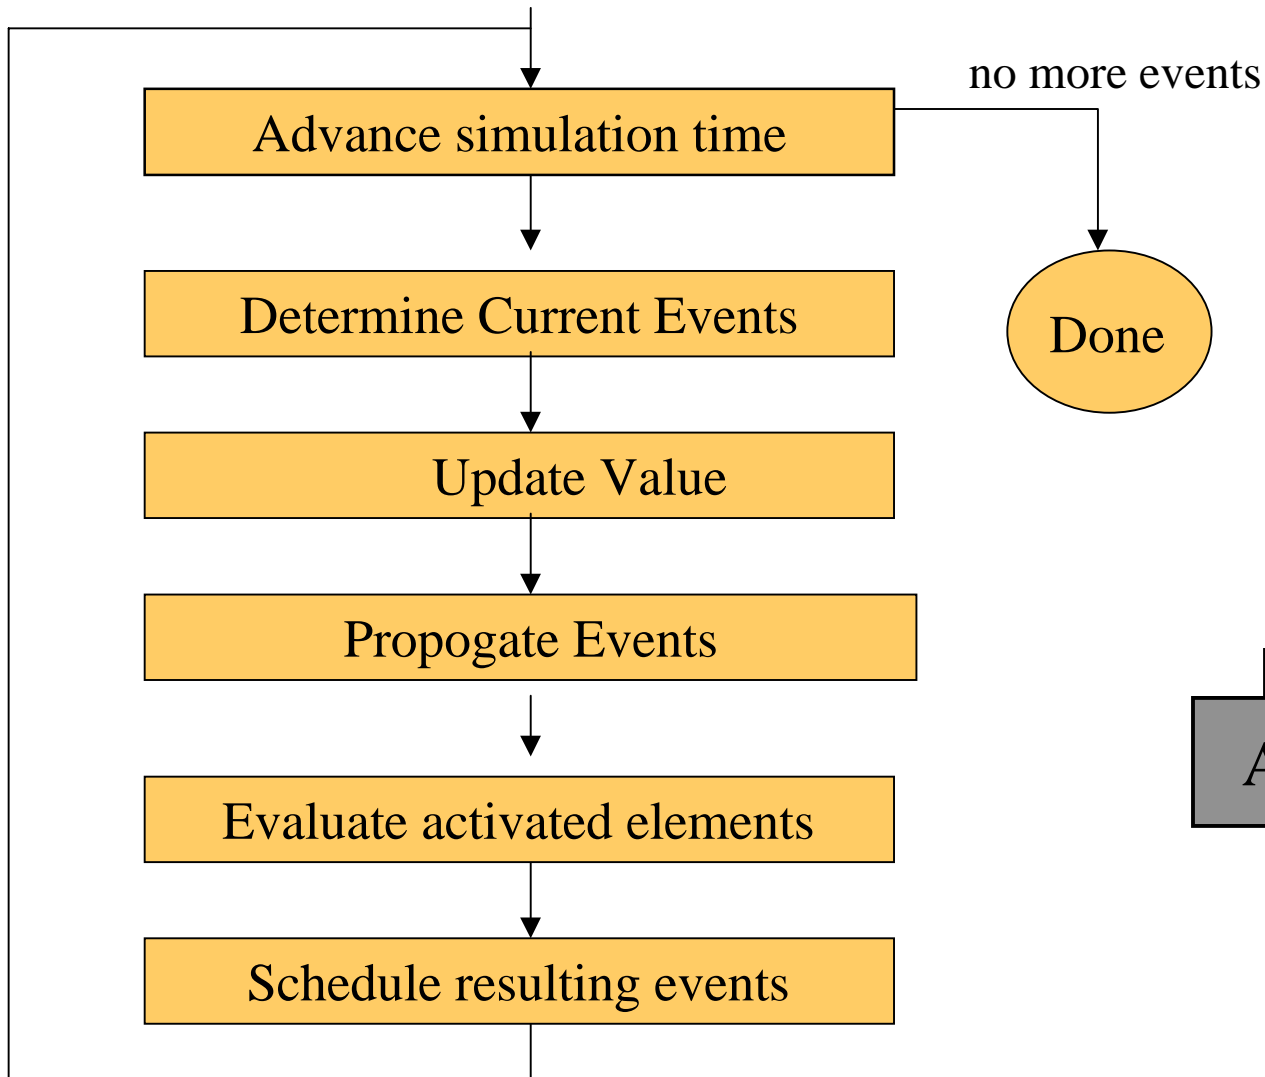 no more events
Advance simulation time
Determine Current Events
Done
Update Value
Propogate Events
Evaluate activated elements
Schedule resulting events